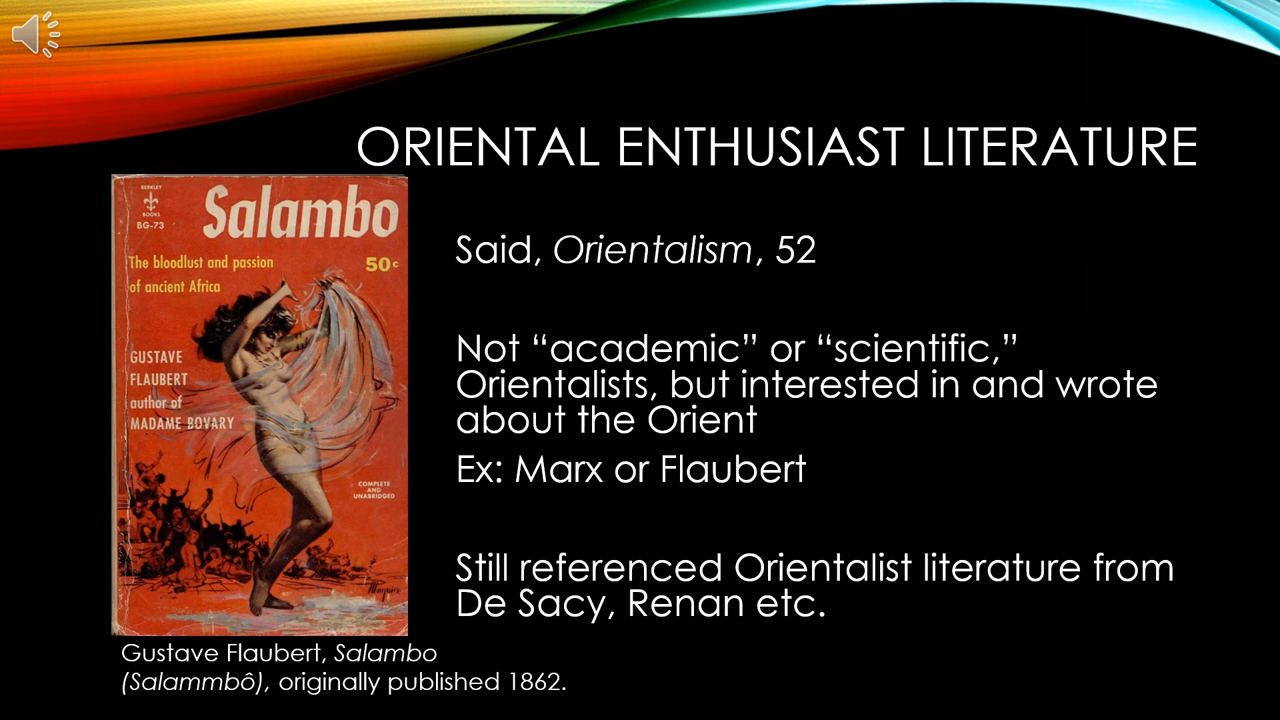 ORIENTAL ENTHUSIAST LITERATURE
BERKLEY
BOOKS
BG-73
Salambo
The bloodlust and passion
of ancient Africa
50c
GUSTAVE
FLAUBERT
author of
MADAME BOVARY
COMPLETE
AND
UNABRIDGED
Gustave Flaubert, Salambo
(Salammbô), originally published 1862.
Said, Orientalism, 52
Not “academic” or “scientific,”
Orientalists, but interested in and wrote
about the Orient
Ex: Marx or Flaubert
Still referenced Orientalist literature from
De Sacy, Renan etc.